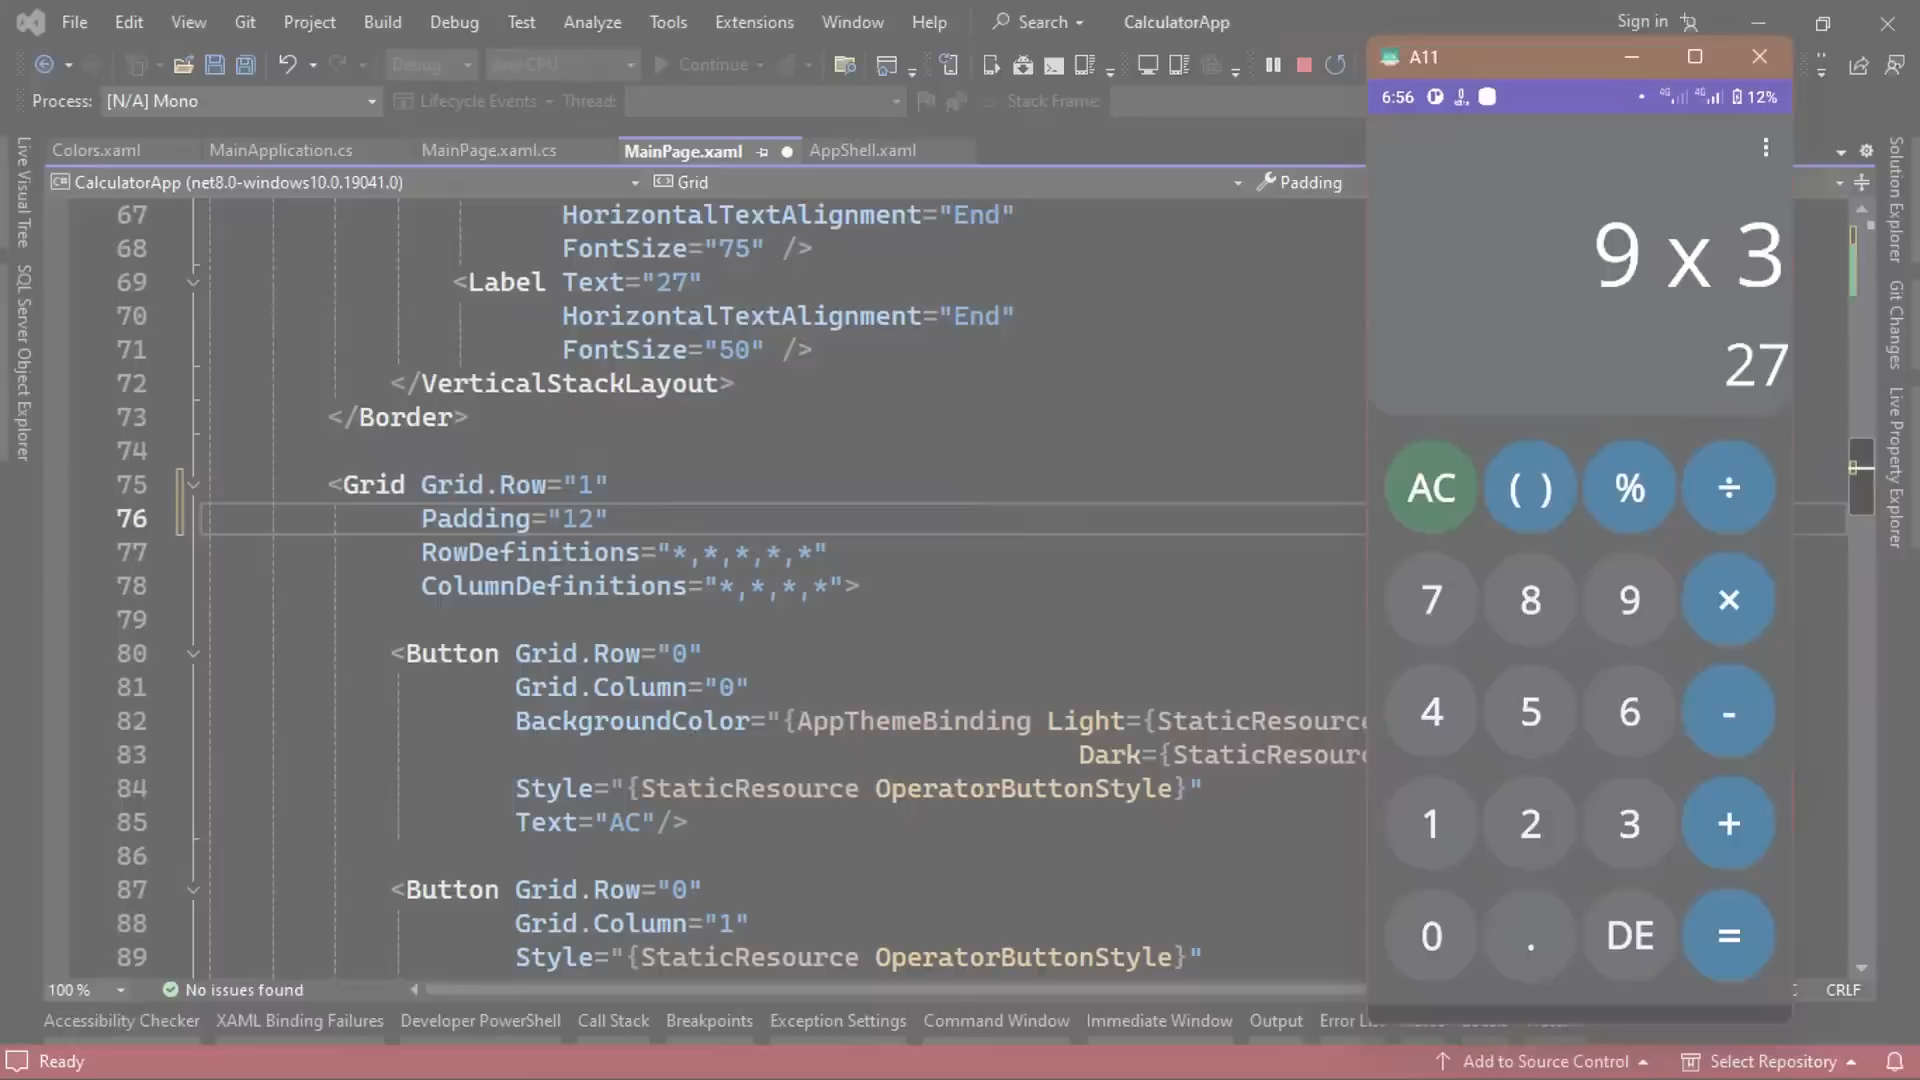 File Edit View Git Project Build Debug Test Analyze Tools Extensions Window Help Search CalculatorApp Sign in
Debug Any CPU Continue
Process: [N/A] Mono Lifecycle Events Thread: Stack Frame:
Colors.xaml MainApplication.cs MainPage.xaml.cs MainPage.xaml AppShell.xaml
CalculatorApp (net8.0-windows10.0.19041.0) Grid Padding
67 HorizontalTextAlignment="End"
68 FontSize="75" />
69 <Label Text="27"
70 HorizontalTextAlignment="End"
71 FontSize="50" />
72 </VerticalStackLayout>
73 </Border>
74
75 <Grid Grid.Row="1"
76 Padding="12"
77 RowDefinitions="*,*,*,*,*"
78 ColumnDefinitions="*,*,*,*">
79
80 <Button Grid.Row="0"
81 Grid.Column="0"
82 BackgroundColor="{AppThemeBinding Light={StaticResource
83 Dark={StaticResour
84 Style="{StaticResource OperatorButtonStyle}"
85 Text="AC"/>
86
87 <Button Grid.Row="0"
88 Grid.Column="1"
89 Style="{StaticResource OperatorButtonStyle}"
100 % No issues found CRLF
Accessibility Checker XAML Binding Failures Developer PowerShell Call Stack Breakpoints Exception Settings Command Window Immediate Window Output Error
Ready Add to Source Control Select Repository
Live Visual Tree
SQL Server Object Explorer
Solution Explorer
Git Changes
Live Property Explorer
A11
6:56 4G 4G 12%
9 x 3
27
AC ( ) % ÷
7 8 9 ×
4 5 6 -
1 2 3 +
0 . DE =